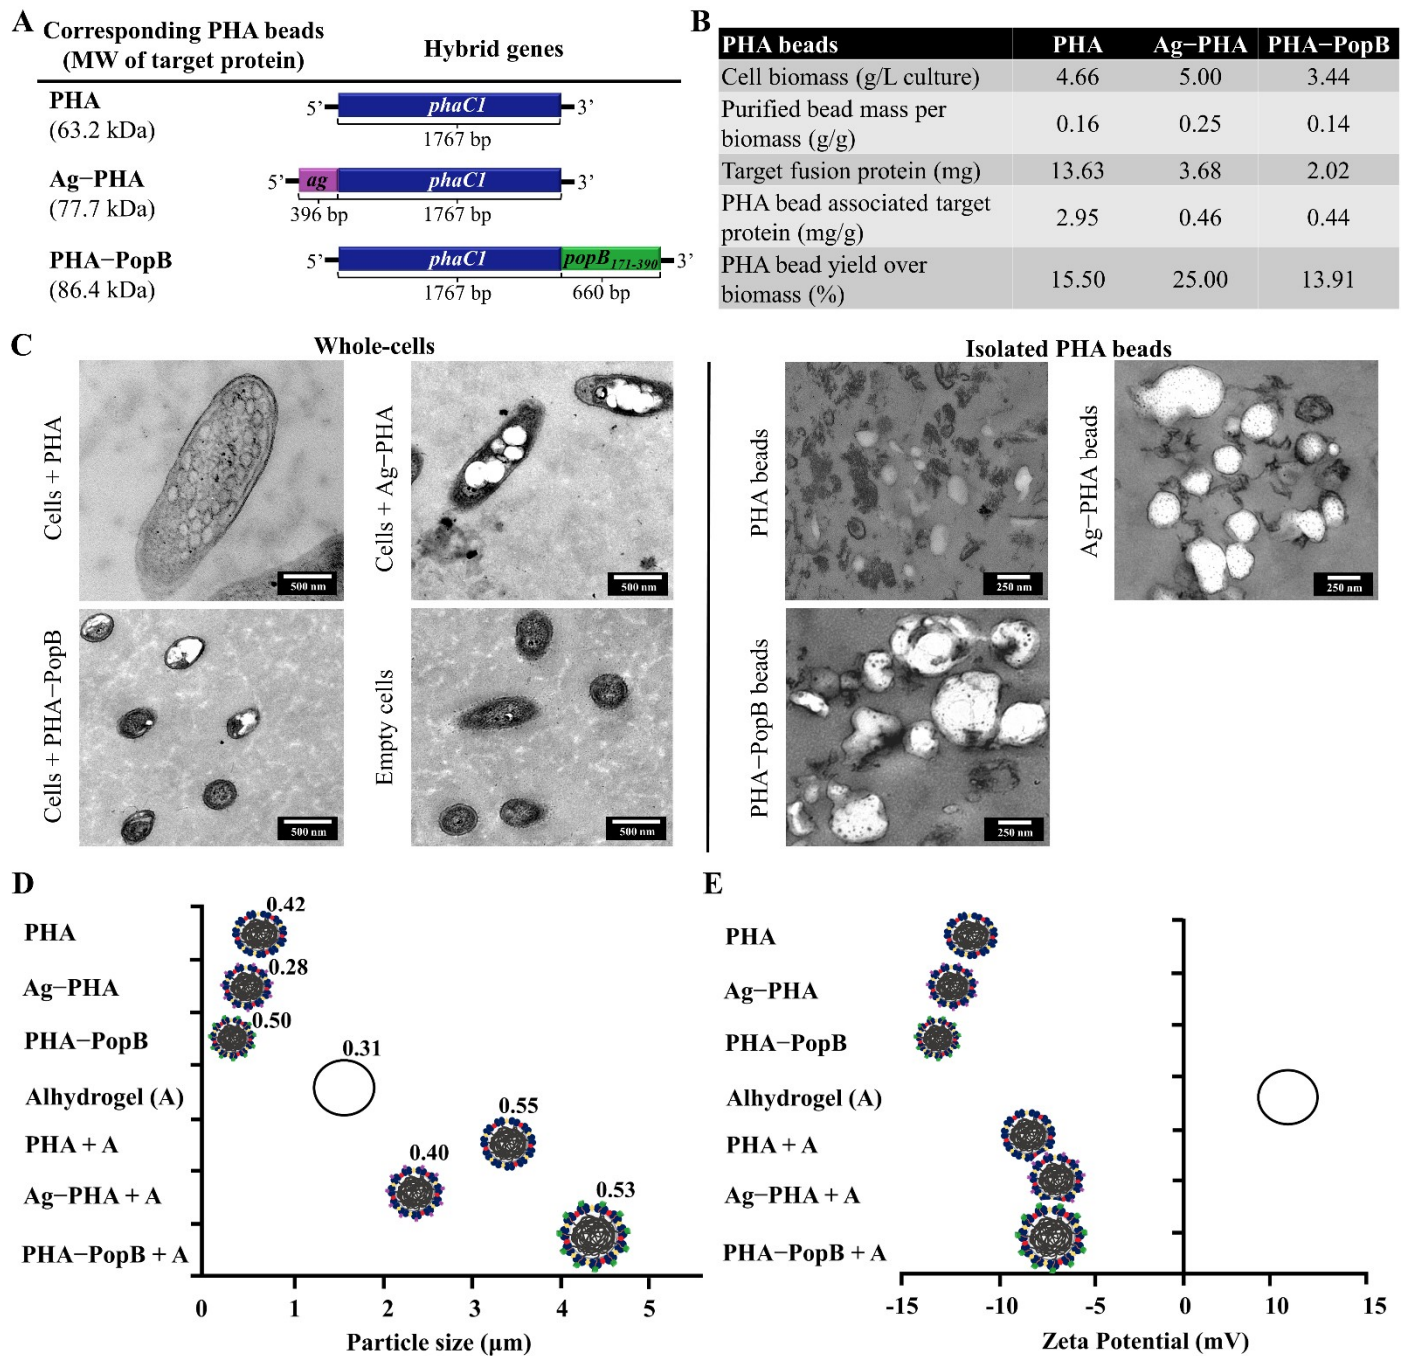 A
Corresponding PHA beads
(MW of target protein)
Hybrid genes
PHA
(63.2 kDa)
5’ phaC1 3’
1767 bp
Ag−PHA
(77.7 kDa)
5’ ag phaC1 3’
396 bp 1767 bp
PHA−PopB
(86.4 kDa)
5’ phaC1 popB171-390 3’
1767 bp 660 bp
B
PHA beads PHA Ag−PHA PHA−PopB
Cell biomass (g/L culture) 4.66 5.00 3.44
Purified bead mass per
biomass (g/g) 0.16 0.25 0.14
Target fusion protein (mg) 13.63 3.68 2.02
PHA bead associated target
protein (mg/g) 2.95 0.46 0.44
PHA bead yield over
biomass (%) 15.50 25.00 13.91
C
Whole-cells
Cells + PHA
500 nm
Cells + Ag−PHA
500 nm
Cells + PHA−PopB
500 nm
Empty cells
500 nm
Isolated PHA beads
PHA beads
250 nm
Ag−PHA beads
250 nm
PHA−PopB beads
250 nm
D
PHA 0.42
Ag−PHA 0.28
PHA−PopB 0.50
Alhydrogel (A) 0.31
PHA + A 0.55
Ag−PHA + A 0.40
PHA−PopB + A 0.53
0 1 2 3 4 5
Particle size (µm)
E
PHA
Ag−PHA
PHA−PopB
Alhydrogel (A)
PHA + A
Ag−PHA + A
PHA−PopB + A
-15 -10 -5 0 10 15
Zeta Potential (mV)